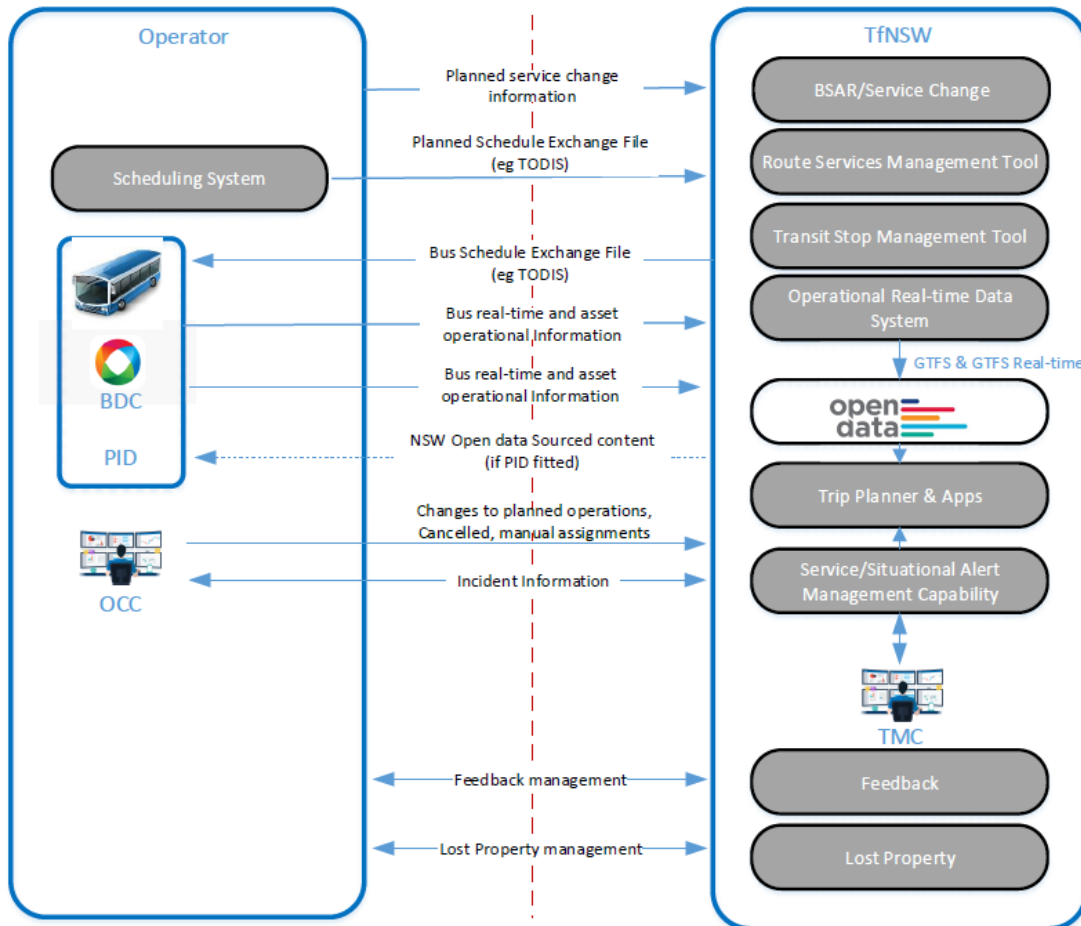 Operator
TfNSW
Planned service change
information
BSAR/Service Change
Planned Schedule Exchange File
(eg TODIS)
Scheduling System
Route Services Management Tool
Transit Stop Management Tool
Bus Schedule Exchange File
(eg TODIS)
Operational Real-time Data
System
Bus real-time and asset
operational Information
GTFS & GTFS Real-time
Bus real-time and asset
operational Information
BDC
open
data
NSW Open data Sourced content
(if PID fitted)
PID
Trip Planner & Apps
Changes to planned operations,
Cancelled, manual assignments
Incident Information
OCC
Service/Situational Alert
Management Capability
TMC
Feedback management
Feedback
Lost Property management
Lost Property